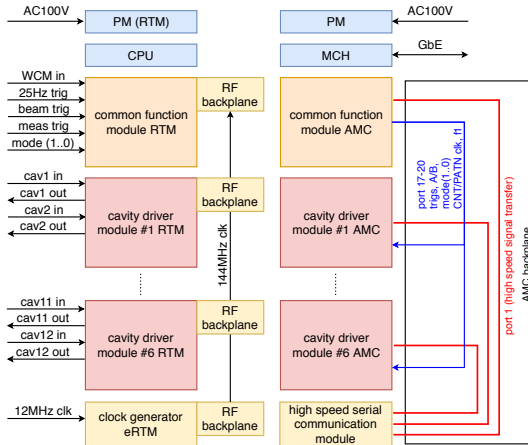 AC100V
PM (RTM)
PM
AC100V
CPU
MCH
GbE
WCM in
25Hz trig
beam trig
meas trig
mode (1..0)
common function
module RTM
RF
backplane
common function
module AMC
cav1 in
cav1 out
cav2 in
cav2 out
cavity driver
module #1 RTM
RF
backplane
cavity driver
module #1 AMC
144MHz clk
port 17-20
trigs, A/B,
mode(1..0)
CNT/PATN clk, f1
port 1 (high speed signal transfer)
AMC backplane
cav11 in
cav11 out
cav12 in
cav12 out
cavity driver
module #6 RTM
RF
backplane
cavity driver
module #6 AMC
12MHz clk
clock generator
eRTM
RF
backplane
high speed serial
communication
module